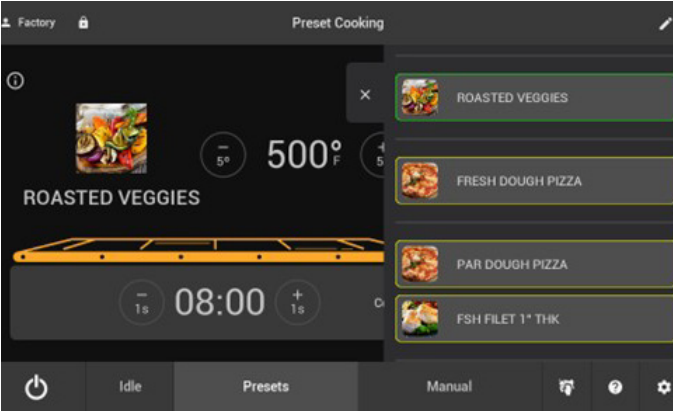 Factory
Preset Cooking
ROASTED VEGGIES
5°
500°F
5
ROASTED VEGGIES
FRESH DOUGH PIZZA
PAR DOUGH PIZZA
FSH FILET 1" THK
1s
08:00
1s
Idle
Presets
Manual